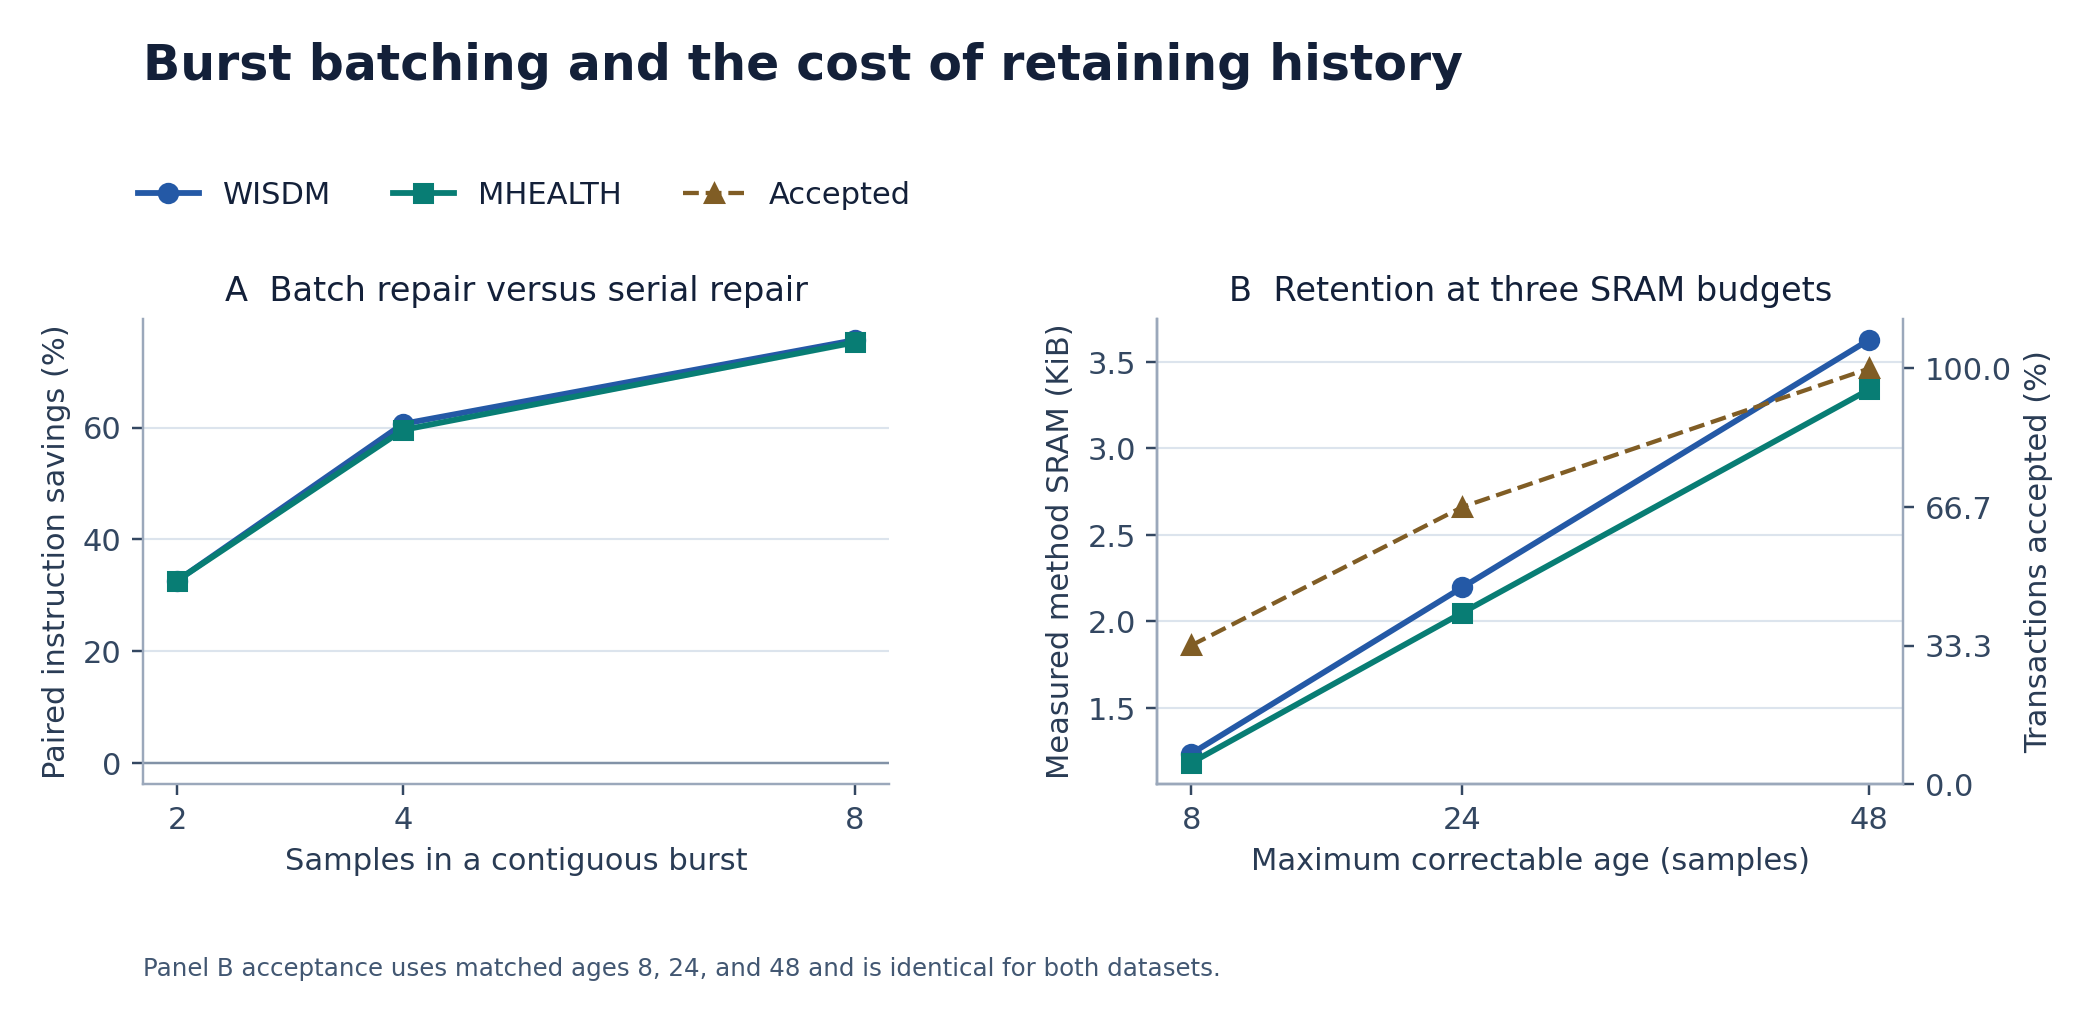 Burst batching and the cost of retaining history
WISDM
MHEALTH
Accepted
A  Batch repair versus serial repair
Paired instruction savings (%)
60
40
20
0
2
4
8
Samples in a contiguous burst
B  Retention at three SRAM budgets
Measured method SRAM (KiB)
3.5
3.0
2.5
2.0
1.5
8
24
48
Maximum correctable age (samples)
100.0
66.7
33.3
0.0
Transactions accepted (%)
Panel B acceptance uses matched ages 8, 24, and 48 and is identical for both datasets.